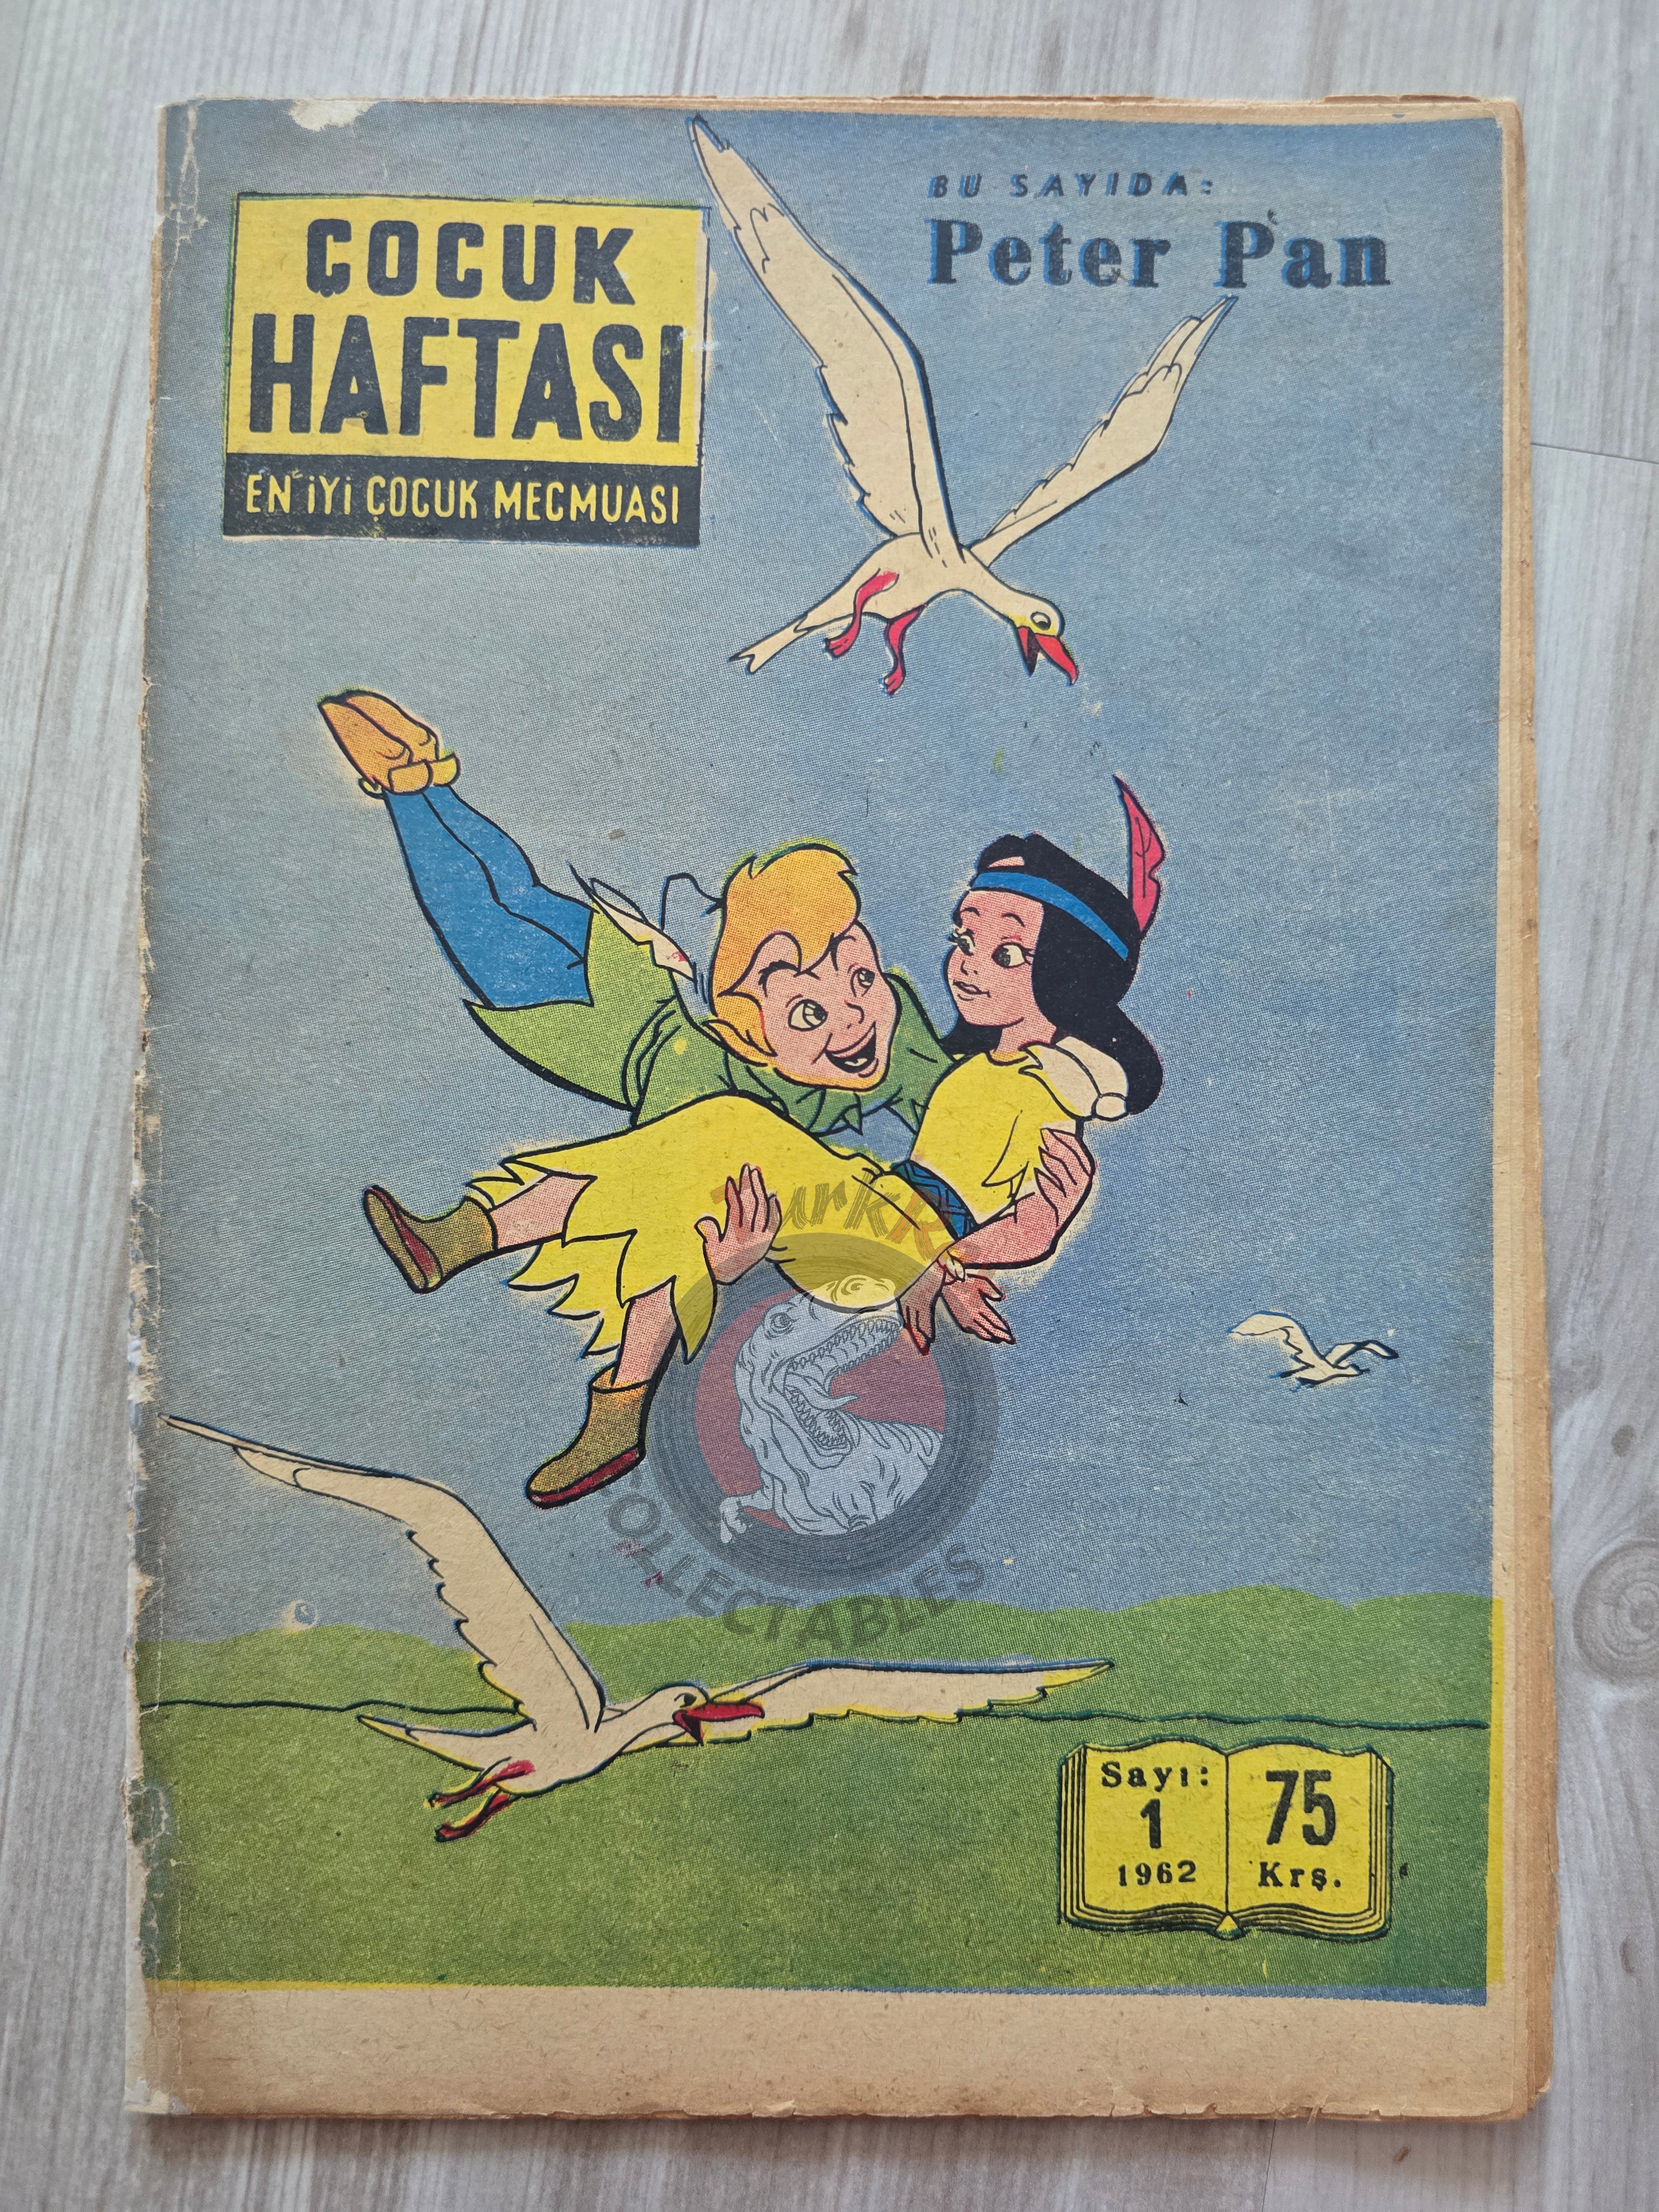 ÇOCUK
HAFTASI
EN İYİ ÇOCUK MECMUASI
BU SAYIDA:
Peter Pan
COLLECTABLES
Sayı:
1
1962
75
Krş.